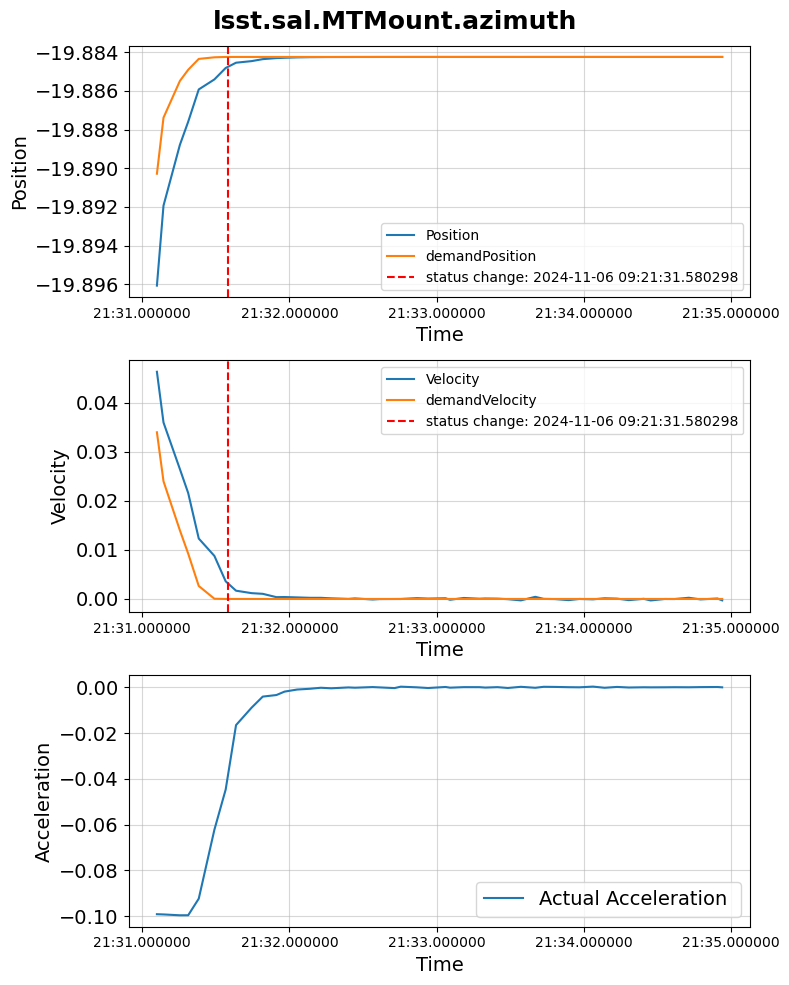 lsst.sal.MTMount.azimuth
−19.884
−19.886
−19.888
−19.890
−19.892
−19.894
−19.896
Position
Position
demandPosition
status change: 2024-11-06 09:21:31.580298
21:31.000000 21:32.000000 21:33.000000 21:34.000000 21:35.000000
Time
0.04
0.03
0.02
0.01
0.00
Velocity
Velocity
demandVelocity
status change: 2024-11-06 09:21:31.580298
21:31.000000 21:32.000000 21:33.000000 21:34.000000 21:35.000000
Time
0.00
−0.02
−0.04
−0.06
−0.08
−0.10
Acceleration
Actual Acceleration
21:31.000000 21:32.000000 21:33.000000 21:34.000000 21:35.000000
Time